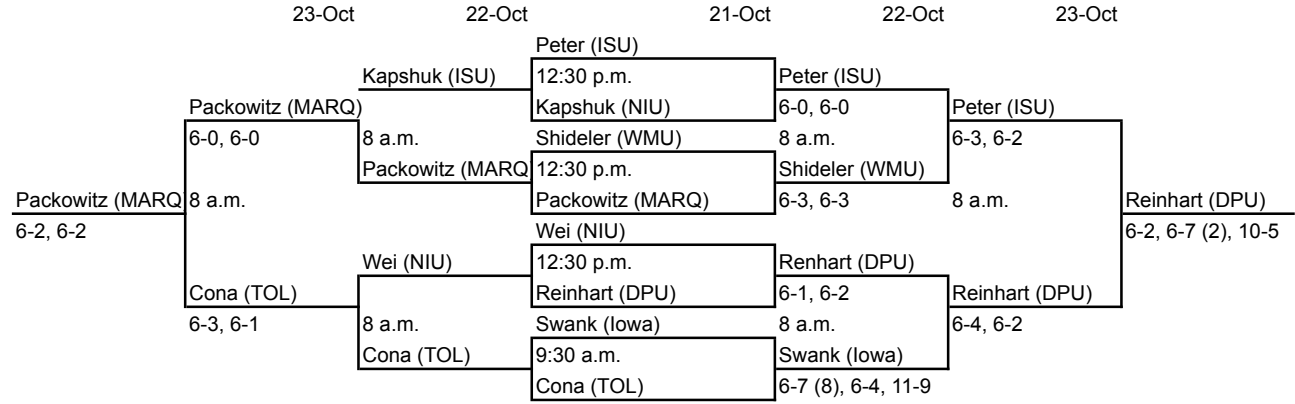 23-Oct 22-Oct 21-Oct 22-Oct 23-Oct
Peter (ISU)
Kapshuk (ISU) 12:30 p.m. Peter (ISU)
Packowitz (MARQ) Kapshuk (NIU) 6-0, 6-0 Peter (ISU)
6-0, 6-0 8 a.m. Shideler (WMU) 8 a.m. 6-3, 6-2
Packowitz (MARQ 12:30 p.m. Shideler (WMU)
Packowitz (MARQ 8 a.m. Packowitz (MARQ) 6-3, 6-3 8 a.m. Reinhart (DPU)
6-2, 6-2 Wei (NIU) 6-2, 6-7 (2), 10-5
Wei (NIU) 12:30 p.m. Renhart (DPU)
Cona (TOL) Reinhart (DPU) 6-1, 6-2 Reinhart (DPU)
6-3, 6-1 8 a.m. Swank (Iowa) 8 a.m. 6-4, 6-2
Cona (TOL) 9:30 a.m. Swank (Iowa)
Cona (TOL) 6-7 (8), 6-4, 11-9